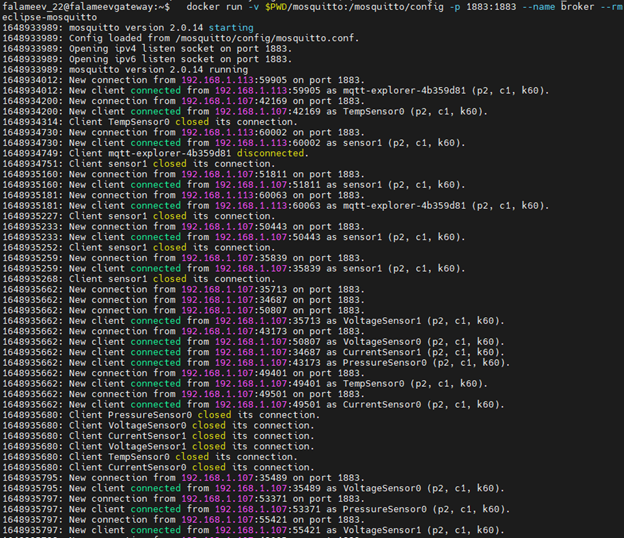 falameev_22@falameevgateway:~$ docker run -v $PWD/mosquitto:/mosquitto/config -p 1883:1883 --name broker --rm
eclipse-mosquitto
1648933989: mosquitto version 2.0.14 starting
1648933989: Config loaded from /mosquitto/config/mosquitto.conf.
1648933989: Opening ipv4 listen socket on port 1883.
1648933989: Opening ipv6 listen socket on port 1883.
1648933989: mosquitto version 2.0.14 running
1648934012: New connection from 192.168.1.113:59905 on port 1883.
1648934012: New client connected from 192.168.1.113:59905 as mqtt-explorer-4b359d81 (p2, c1, k60).
1648934200: New connection from 192.168.1.107:42169 on port 1883.
1648934200: New client connected from 192.168.1.107:42169 as TempSensor0 (p2, c1, k60).
1648934314: Client TempSensor0 closed its connection.
1648934730: New connection from 192.168.1.113:60002 on port 1883.
1648934730: New client connected from 192.168.1.113:60002 as sensor1 (p2, c1, k60).
1648934749: Client mqtt-explorer-4b359d81 disconnected.
1648934751: Client sensor1 closed its connection.
1648935160: New connection from 192.168.1.107:51811 on port 1883.
1648935160: New client connected from 192.168.1.107:51811 as sensor1 (p2, c1, k60).
1648935181: New connection from 192.168.1.113:60063 on port 1883.
1648935181: New client connected from 192.168.1.113:60063 as mqtt-explorer-4b359d81 (p2, c1, k60).
1648935227: Client sensor1 closed its connection.
1648935233: New connection from 192.168.1.107:50443 on port 1883.
1648935233: New client connected from 192.168.1.107:50443 as sensor1 (p2, c1, k60).
1648935252: Client sensor1 closed its connection.
1648935259: New connection from 192.168.1.107:35839 on port 1883.
1648935259: New client connected from 192.168.1.107:35839 as sensor1 (p2, c1, k60).
1648935268: Client sensor1 closed its connection.
1648935662: New connection from 192.168.1.107:35713 on port 1883.
1648935662: New connection from 192.168.1.107:34687 on port 1883.
1648935662: New connection from 192.168.1.107:50807 on port 1883.
1648935662: New client connected from 192.168.1.107:35713 as VoltageSensor1 (p2, c1, k60).
1648935662: New connection from 192.168.1.107:43173 on port 1883.
1648935662: New client connected from 192.168.1.107:50807 as VoltageSensor0 (p2, c1, k60).
1648935662: New client connected from 192.168.1.107:34687 as CurrentSensor1 (p2, c1, k60).
1648935662: New client connected from 192.168.1.107:43173 as PressureSensor0 (p2, c1, k60).
1648935662: New connection from 192.168.1.107:49401 on port 1883.
1648935662: New client connected from 192.168.1.107:49401 as TempSensor0 (p2, c1, k60).
1648935662: New connection from 192.168.1.107:49501 on port 1883.
1648935662: New client connected from 192.168.1.107:49501 as CurrentSensor0 (p2, c1, k60).
1648935680: Client PressureSensor0 closed its connection.
1648935680: Client VoltageSensor0 closed its connection.
1648935680: Client CurrentSensor1 closed its connection.
1648935680: Client VoltageSensor1 closed its connection.
1648935680: Client TempSensor0 closed its connection.
1648935680: Client CurrentSensor0 closed its connection.
1648935795: New connection from 192.168.1.107:35489 on port 1883.
1648935795: New client connected from 192.168.1.107:35489 as VoltageSensor0 (p2, c1, k60).
1648935797: New connection from 192.168.1.107:53371 on port 1883.
1648935797: New client connected from 192.168.1.107:53371 as PressureSensor0 (p2, c1, k60).
1648935797: New connection from 192.168.1.107:55421 on port 1883.
1648935797: New client connected from 192.168.1.107:55421 as VoltageSensor1 (p2, c1, k60).